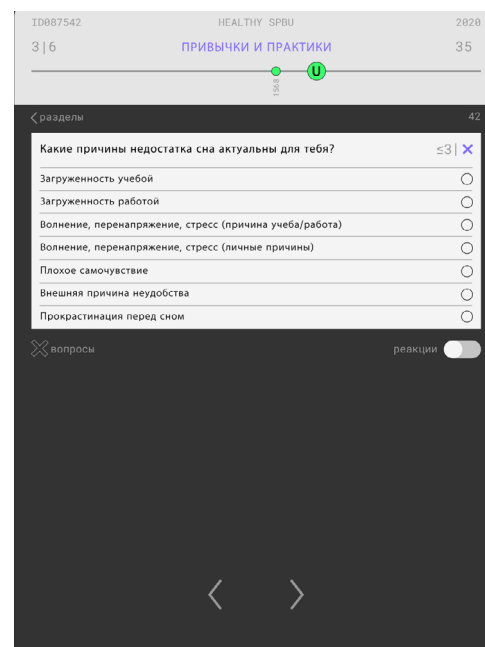 ID087542 HEALTHY SPBU 2020
3|6 ПРИВЫЧКИ И ПРАКТИКИ 35
U
1568
разделы 42
Какие причины недостатка сна актуальны для тебя? ≤3| ×
Загруженность учебой
Загруженность работой
Волнение, перенапряжение, стресс (причина учеба/работа)
Волнение, перенапряжение, стресс (личные причины)
Плохое самочувствие
Внешняя причина неудобства
Прокрастинация перед сном
вопросы реакции